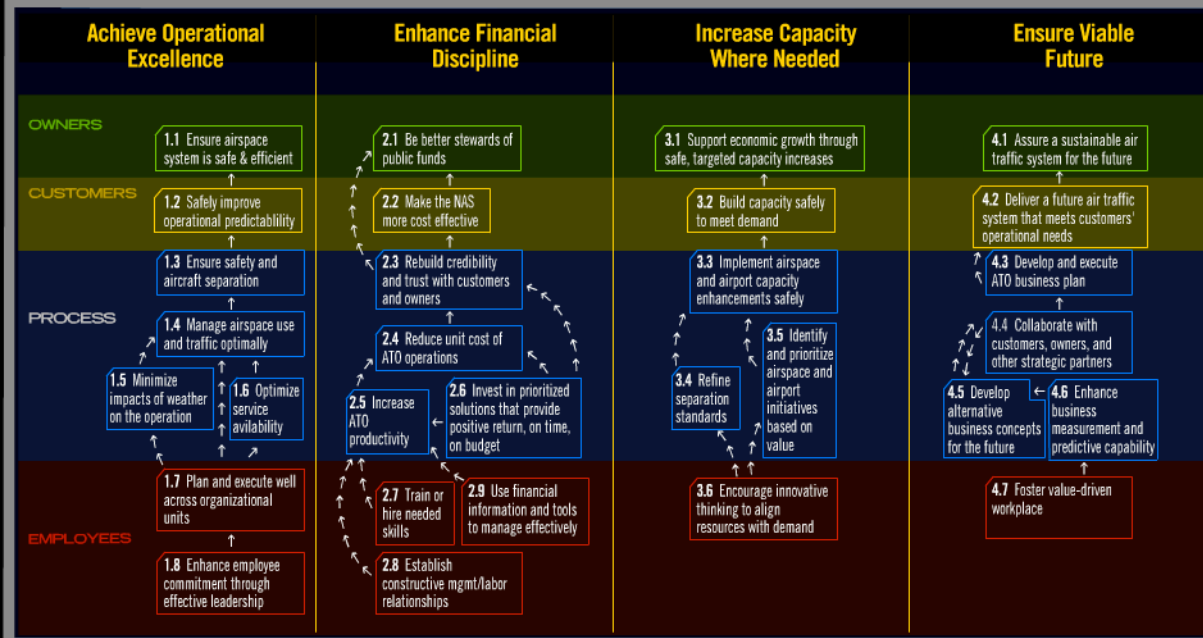 Achieve Operational
Excellence
Enhance Financial
Discipline
Increase Capacity
Where Needed
Ensure Viable
Future
OWNERS
1.1 Ensure airspace
system is safe & efficient
2.1 Be better stewards of
public funds
3.1 Support economic growth through
safe, targeted capacity increases
4.1 Assure a sustainable air
traffic system for the future
CUSTOMERS
1.2 Safely improve
operational predictablility
2.2 Make the NAS
more cost effective
3.2 Build capacity safely
to meet demand
4.2 Deliver a future air traffic
system that meets customers'
operational needs
PROCESS
1.3 Ensure safety and
aircraft separation
1.4 Manage airspace use
and traffic optimally
1.5 Minimize
impacts of weather
on the operation
1.6 Optimize
service
avilability
2.3 Rebuild credibility
and trust with customers
and owners
2.4 Reduce unit cost of
ATO operations
2.5 Increase
ATO
productivity
2.6 Invest in prioritized
solutions that provide
positive return, on time,
on budget
3.3 Implement airspace
and airport capacity
enhancements safely
3.4 Refine
separation
standards
3.5 Identify
and prioritize
airspace and
airport
initiatives
based on
value
4.3 Develop and execute
ATO business plan
4.4 Collaborate with
customers, owners, and
other strategic partners
4.5 Develop
alternative
business concepts
for the future
4.6 Enhance
business
measurement and
predictive capability
EMPLOYEES
1.7 Plan and execute well
across organizational
units
1.8 Enhance employee
commitment through
effective leadership
2.7 Train or
hire needed
skills
2.9 Use financial
information and tools
to manage effectively
2.8 Establish
constructive mgmt/labor
relationships
3.6 Encourage innovative
thinking to align
resources with demand
4.7 Foster value-driven
workplace